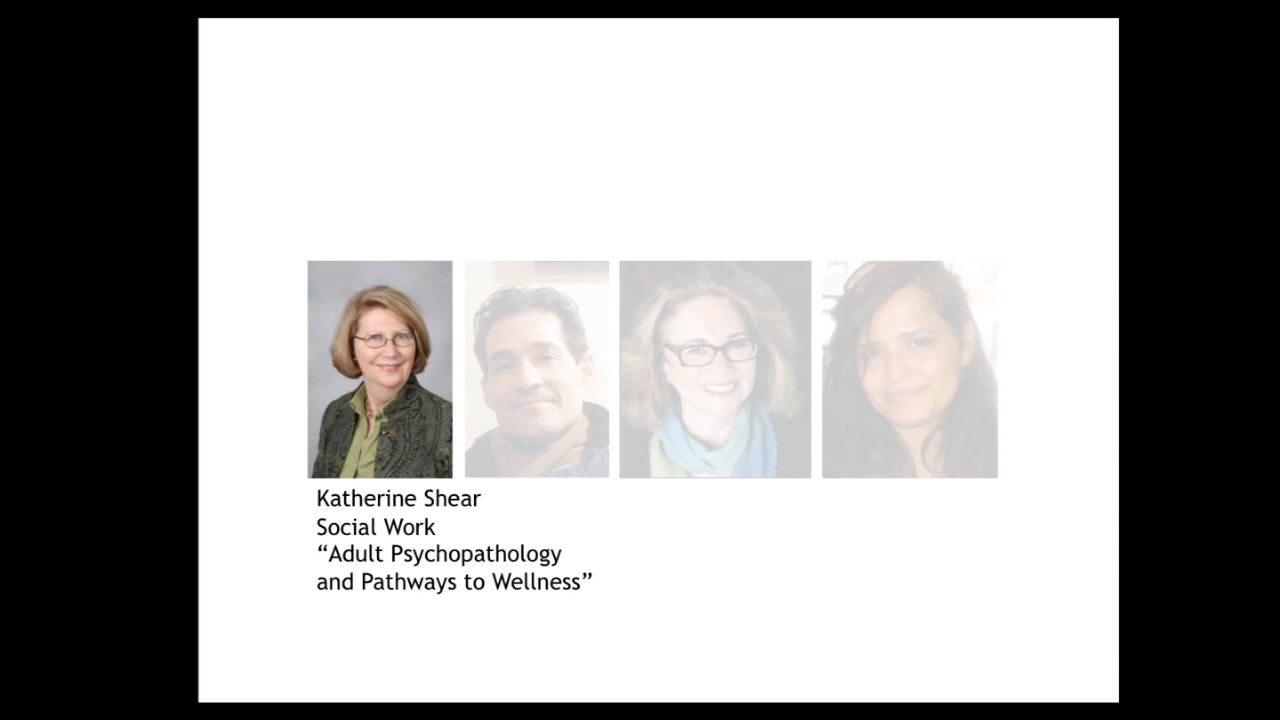 Katherine Shear
Social Work
“Adult Psychopathology
and Pathways to Wellness”